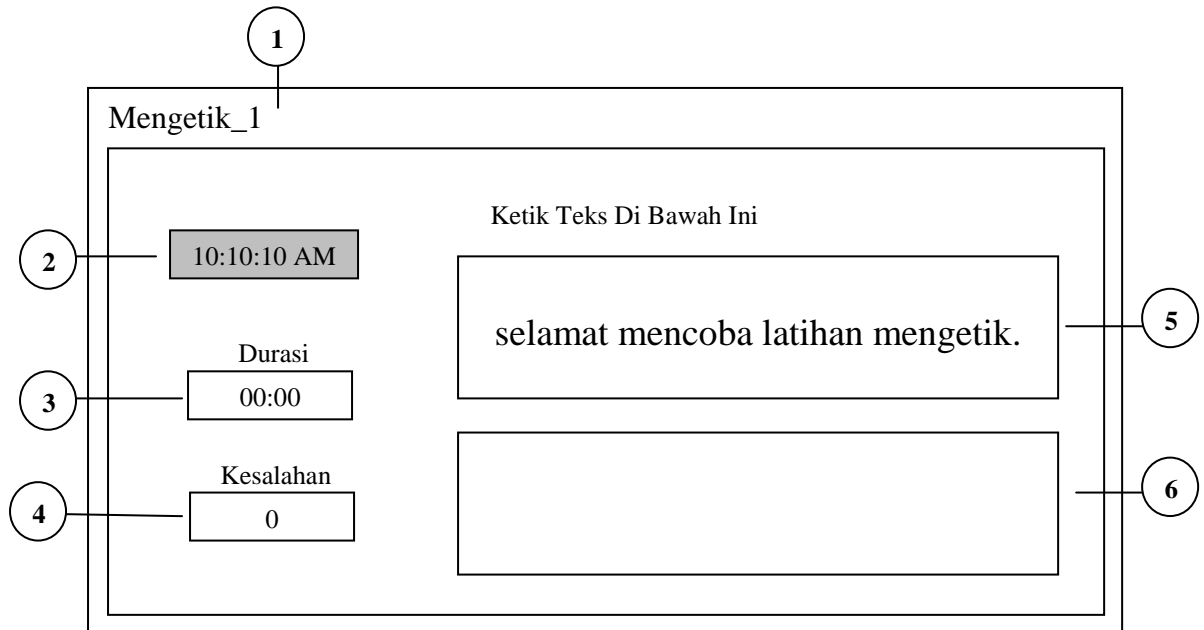 1
Mengetik_1
Ketik Teks Di Bawah Ini
2
10:10:10 AM
selamat mencoba latihan mengetik.
5
Durasi
3
00:00
Kesalahan
4
0
6